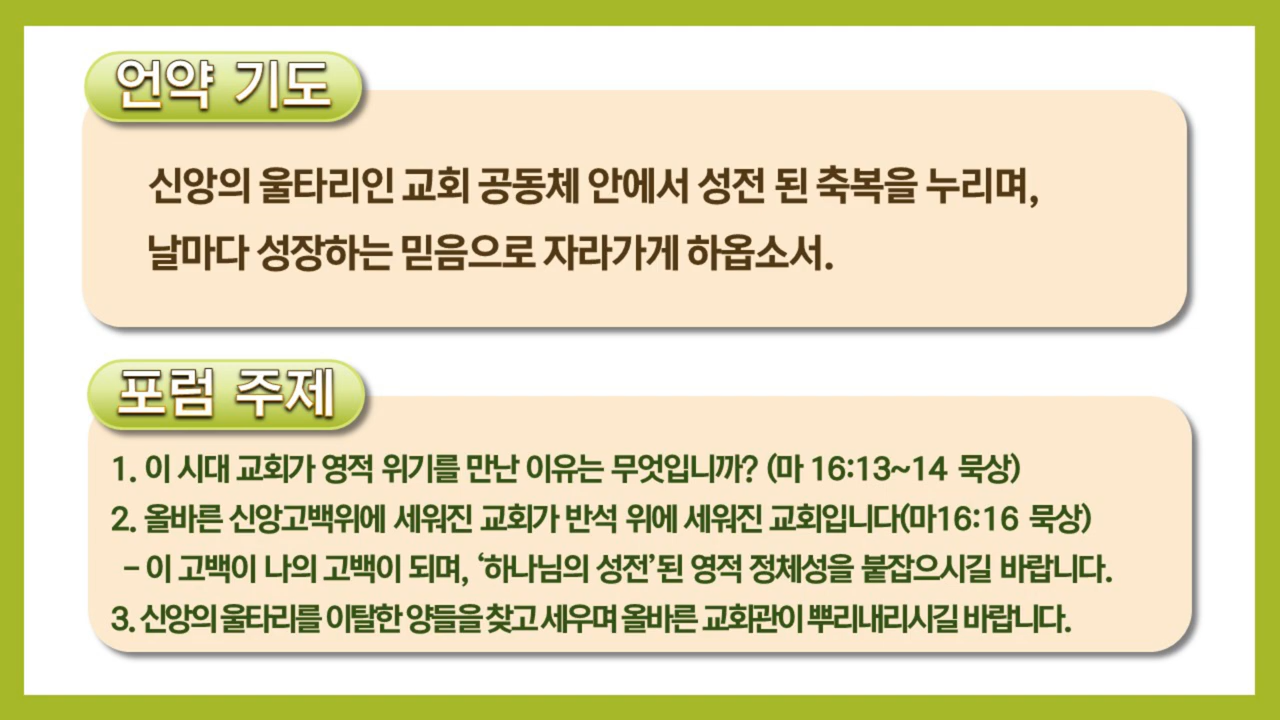 언약 기도
신앙의 울타리인 교회 공동체 안에서 성전 된 축복을 누리며,
날마다 성장하는 믿음으로 자라가게 하옵소서.
포럼 주제
1. 이 시대 교회가 영적 위기를 만난 이유는 무엇입니까? (마 16:13~14 묵상)
2. 올바른 신앙고백위에 세워진 교회가 반석 위에 세워진 교회입니다(마16:16 묵상)
- 이 고백이 나의 고백이 되며, ‘하나님의 성전’된 영적 정체성을 붙잡으시길 바랍니다.
3. 신앙의 울타리를 이탈한 양들을 찾고 세우며 올바른 교회관이 뿌리내리시길 바랍니다.